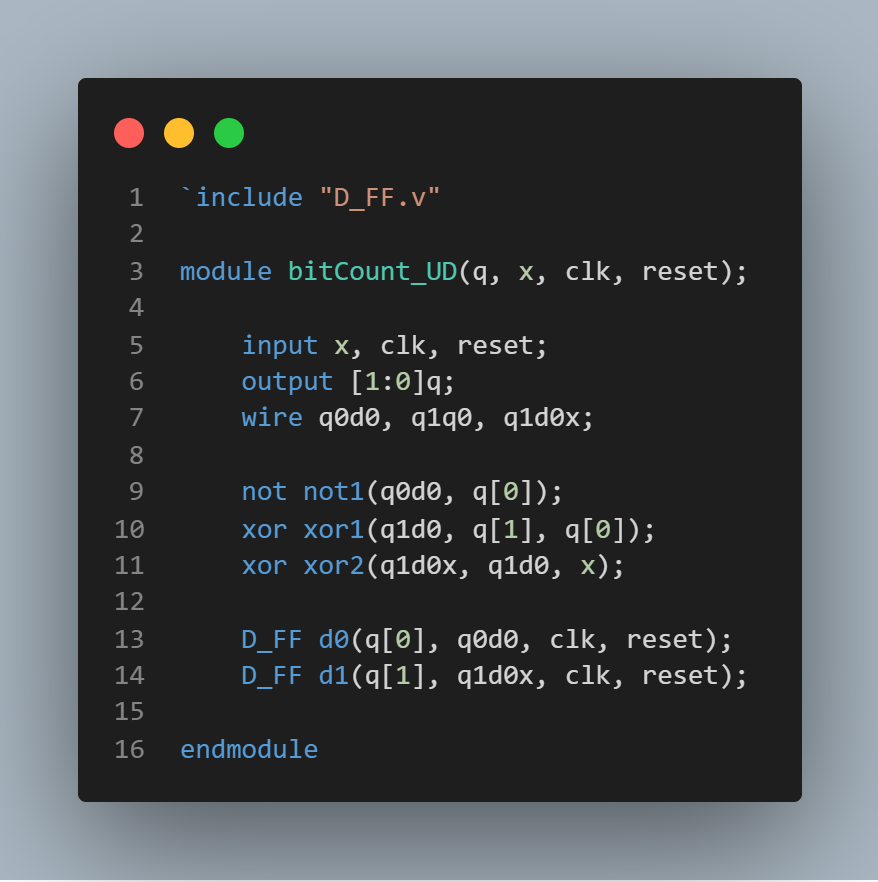 1 `include "D_FF.v"
2
3 module bitCount_UD(q, x, clk, reset);
4
5     input x, clk, reset;
6     output [1:0]q;
7     wire q0d0, q1q0, q1d0x;
8
9     not not1(q0d0, q[0]);
10     xor xor1(q1d0, q[1], q[0]);
11     xor xor2(q1d0x, q1d0, x);
12
13     D_FF d0(q[0], q0d0, clk, reset);
14     D_FF d1(q[1], q1d0x, clk, reset);
15
16 endmodule